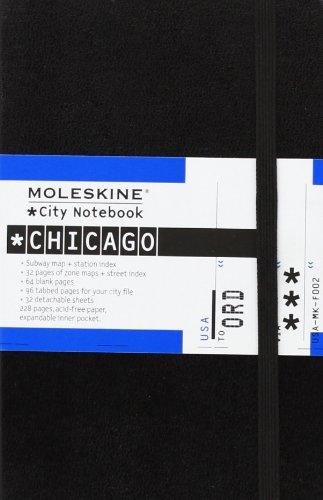 MOLESKINE®
*City Notebook
*CHICAGO
• Subway map + station index
• 32 pages of zone maps + street index
• 64 blank pages
• 96 tabbed pages for your city file
• 32 detachable sheets
228 pages, acid-free paper,
expandable inner pocket.
USA
TO ORD
***
USA-MK-F002